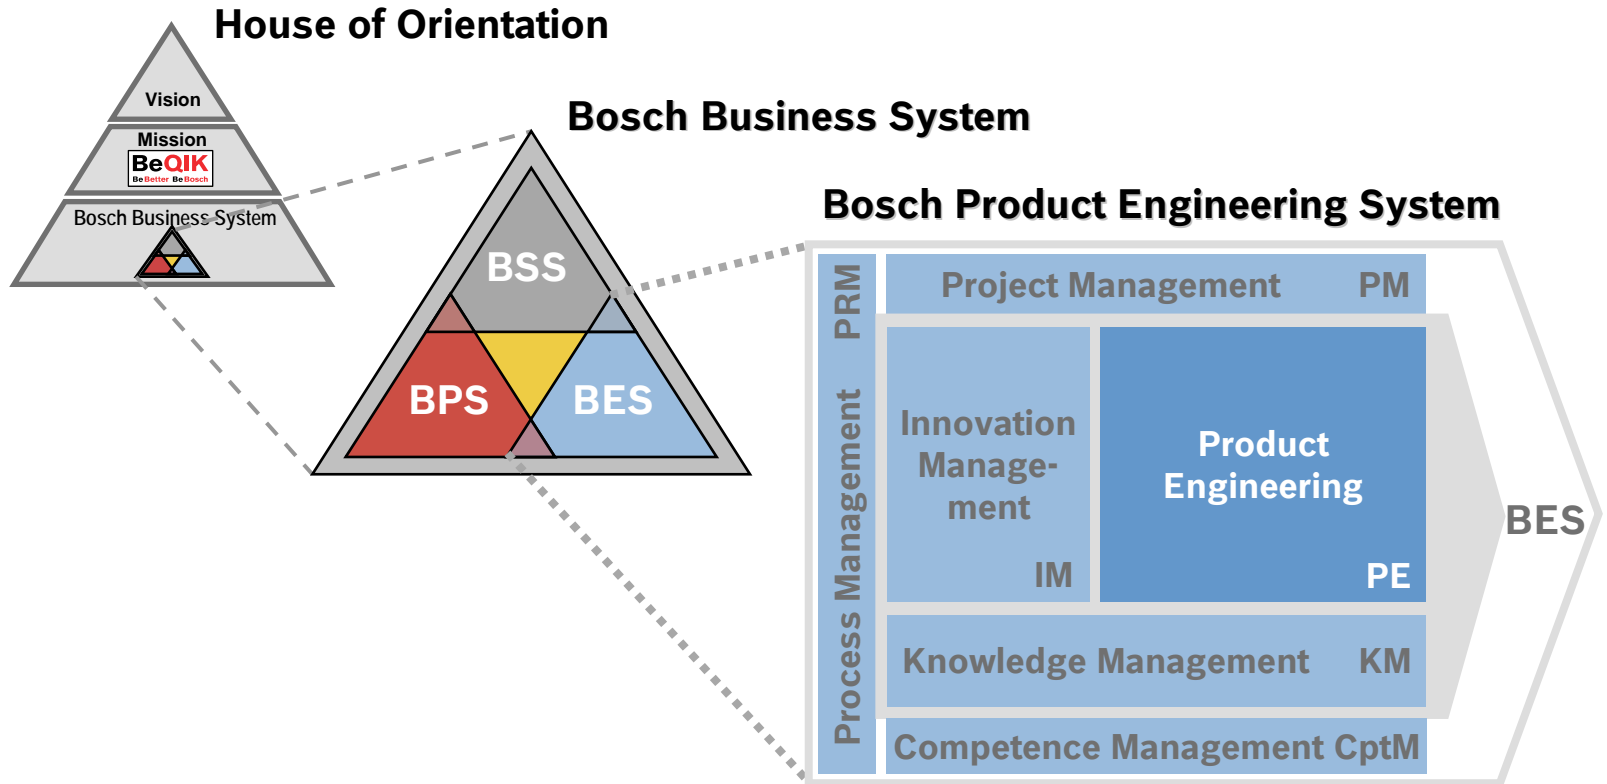 House of Orientation
Vision
Mission
BeQIK
Be Better Be Bosch
Bosch Business System
Bosch Business System
BSS
BPS
BES
Bosch Product Engineering System
Process Management PRM
Project Management PM
Innovation
Manage-
ment
IM
Product
Engineering
PE
Knowledge Management KM
Competence Management CptM
BES